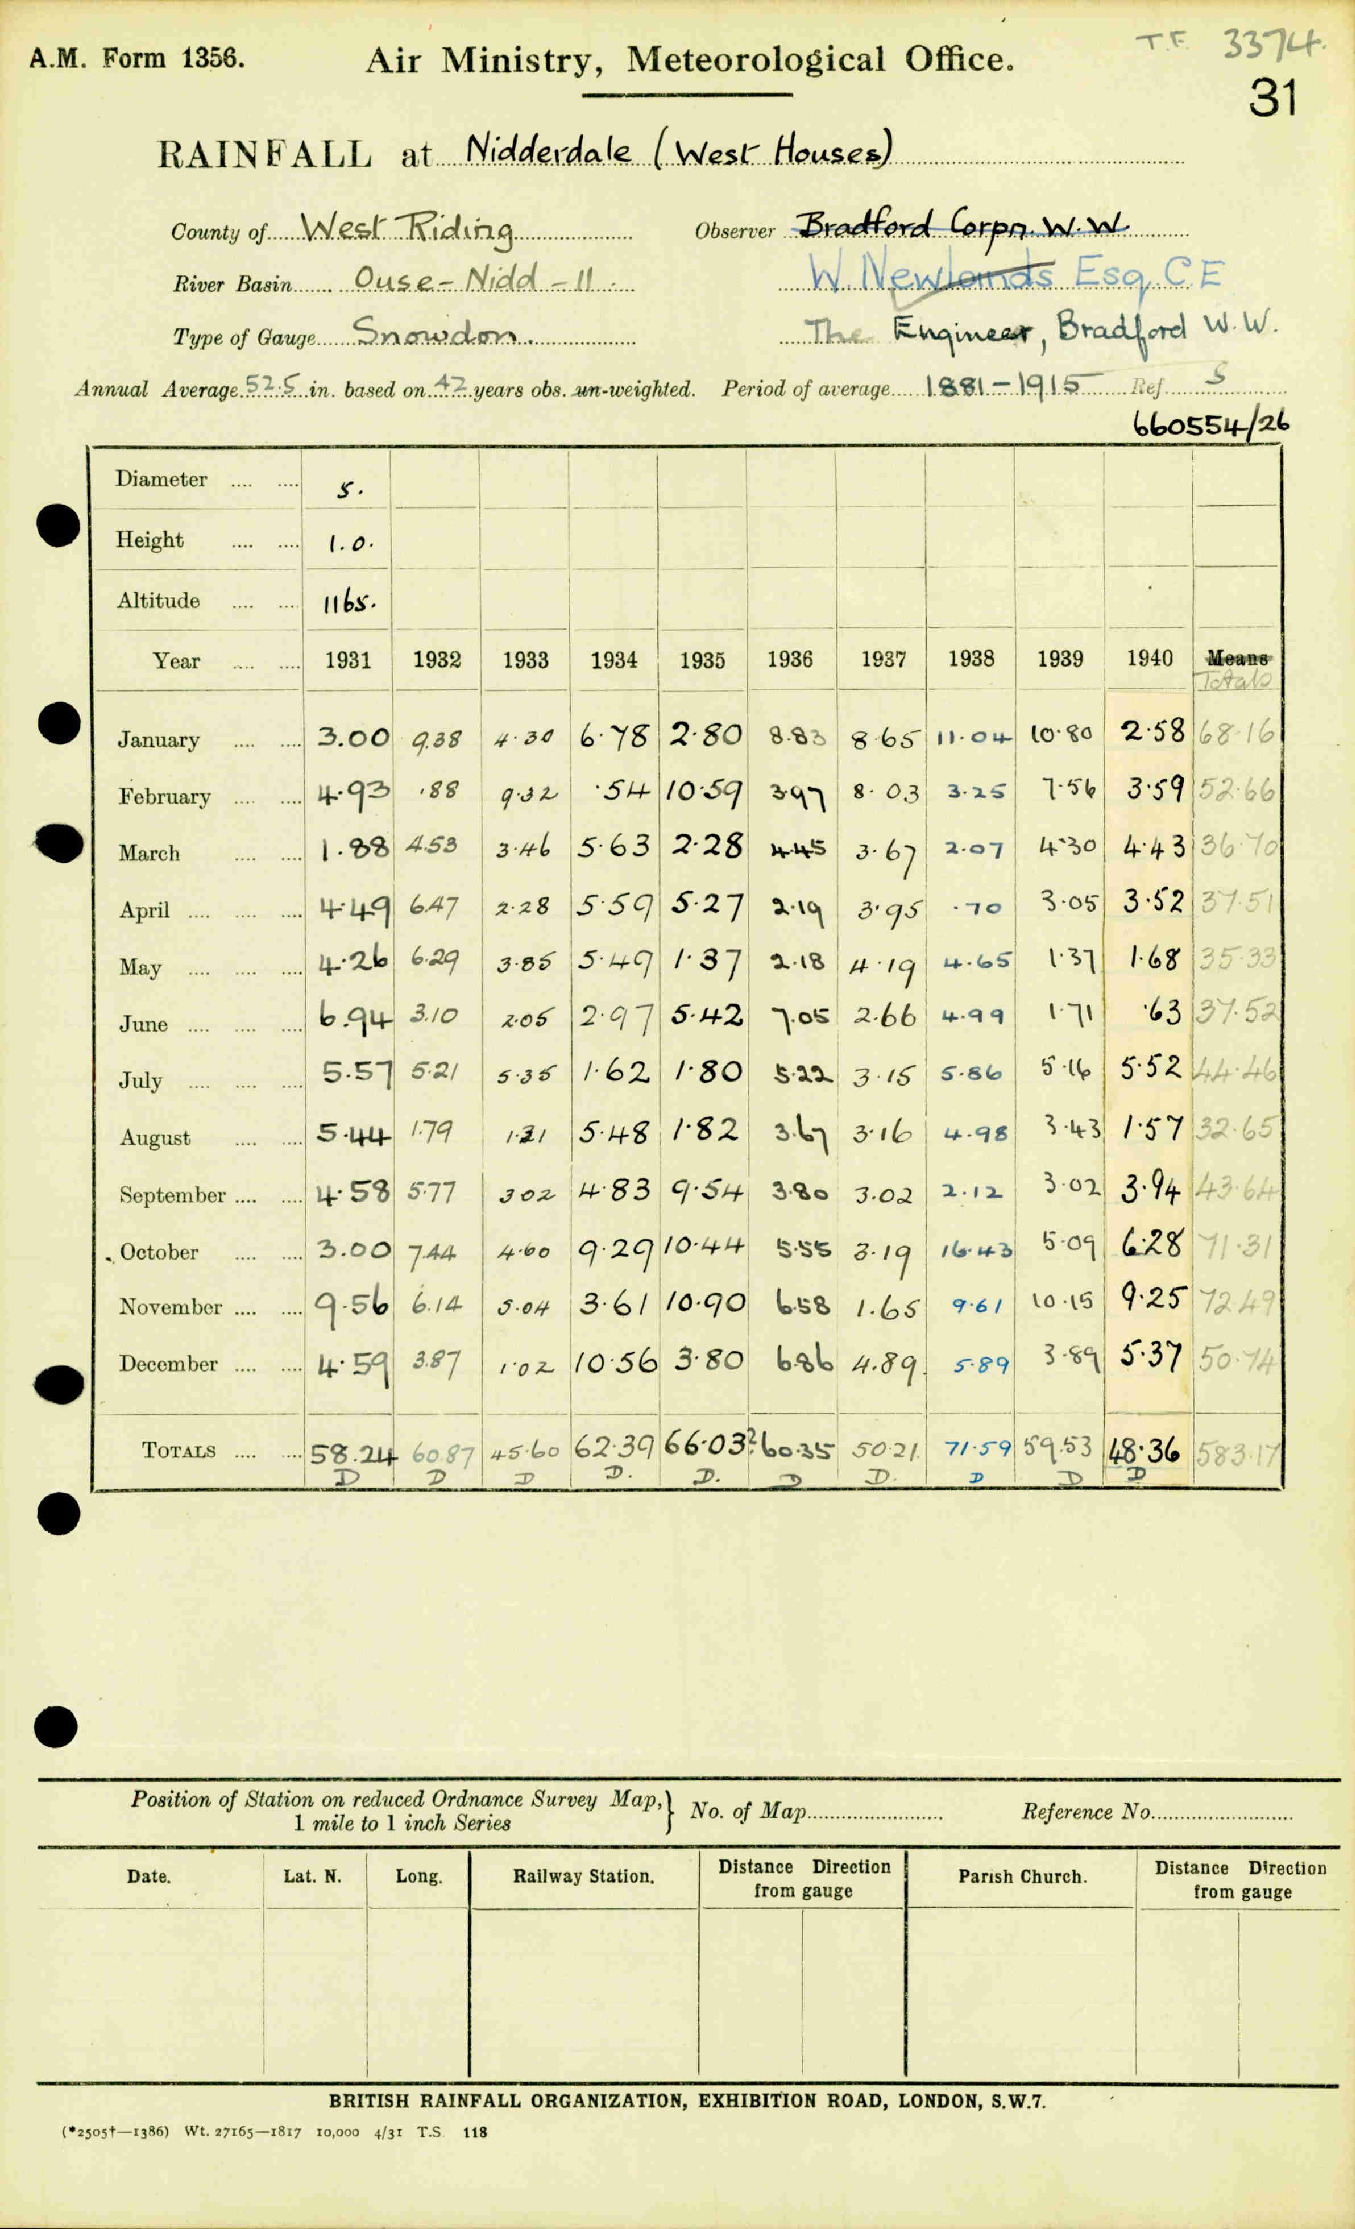 T.F. 3374.
A.M. Form 1356. Air Ministry, Meteorological Office.
31
RAINFALL at Nidderdale (West Houses)
County of West Riding Observer Bradford Corpn. W.W.
River Basin Ouse - Nidd - 11 W. Newlands Esq. C E
Type of Gauge Snowdon. The Engineer, Bradford W.W.
Annual Average 52.5 in. based on 42 years obs. un-weighted. Period of average 1881-1915 Ref. S
660554/26
Diameter .... .... 5.
Height .... .... 1.0.
Altitude .... .... 1165.
Year .... .... 1931 1932 1933 1934 1935 1936 1937 1938 1939 1940 Means
Totals
January .... .... 3.00 9.38 4.30 6.78 2.80 8.83 8.65 11.04 10.80 2.58 68.16
February .... .... 4.93 .88 9.32 .54 10.59 3.97 8.03 3.25 7.56 3.59 52.66
March .... .... 1.88 4.53 3.46 5.63 2.28 4.45 3.67 2.07 4.30 4.43 36.70
April .... .... .... 4.49 6.47 2.28 5.59 5.27 2.19 3.95 .70 3.05 3.52 37.51
May .... .... .... 4.26 6.29 3.85 5.49 1.37 2.18 4.19 4.65 1.37 1.68 35.33
June .... .... .... 6.94 3.10 2.05 2.97 5.42 7.05 2.66 4.99 1.71 .63 37.52
July .... .... .... 5.57 5.21 5.35 1.62 1.80 5.22 3.15 5.86 5.16 5.52 44.46
August .... .... 5.44 1.79 1.31 5.48 1.82 3.67 3.16 4.98 3.43 1.57 32.65
September .... .... 4.58 5.77 3.02 4.83 9.54 3.80 3.02 2.12 3.02 3.94 43.64
October .... .... 3.00 7.44 4.60 9.29 10.44 5.55 3.19 16.43 5.09 6.28 71.31
November .... .... 9.56 6.14 5.04 3.61 10.90 6.58 1.65 9.61 10.15 9.25 72.49
December .... .... 4.59 3.87 1.02 10.56 3.80 6.86 4.89 5.89 3.89 5.37 50.74
TOTALS .... .... 58.24 60.87 45.60 62.39 66.03? 60.35 50.21 71.59 59.53 48.36 583.17
D D D D. D. D D. D D D
Position of Station on reduced Ordnance Survey Map, } No. of Map Reference No.
1 mile to 1 inch Series
Date. Lat. N. Long. Railway Station. Distance Direction from gauge Parish Church. Distance Direction from gauge
BRITISH RAINFALL ORGANIZATION, EXHIBITION ROAD, LONDON, S.W.7.
(*2505†—1386) Wt. 27165—1817 10,000 4/31 T.S. 118